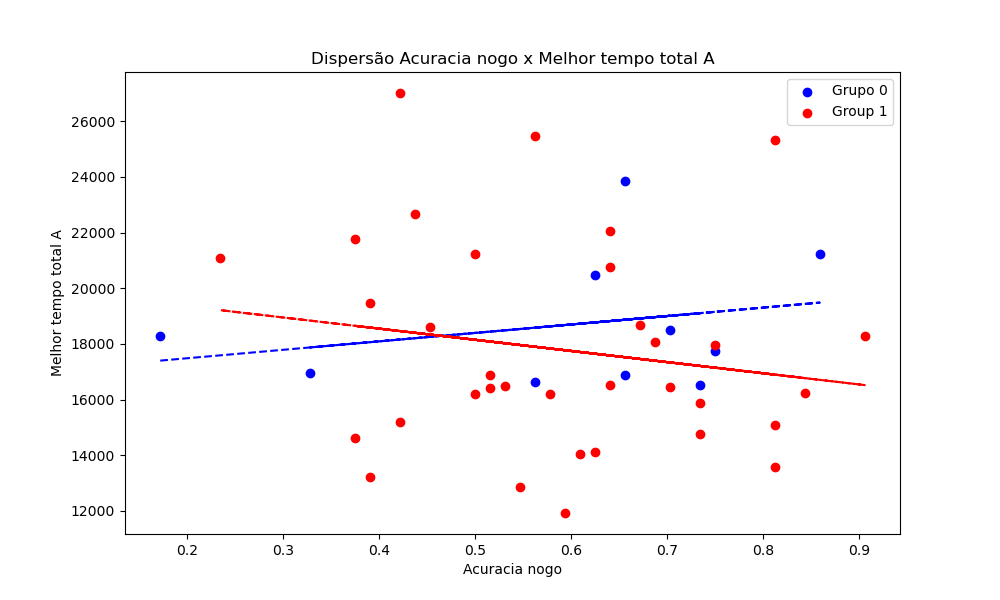 Dispersão Acuracia nogo x Melhor tempo total A
Grupo 0
Group 1
Melhor tempo total A
26000
24000
22000
20000
18000
16000
14000
12000
0.2 0.3 0.4 0.5 0.6 0.7 0.8 0.9
Acuracia nogo